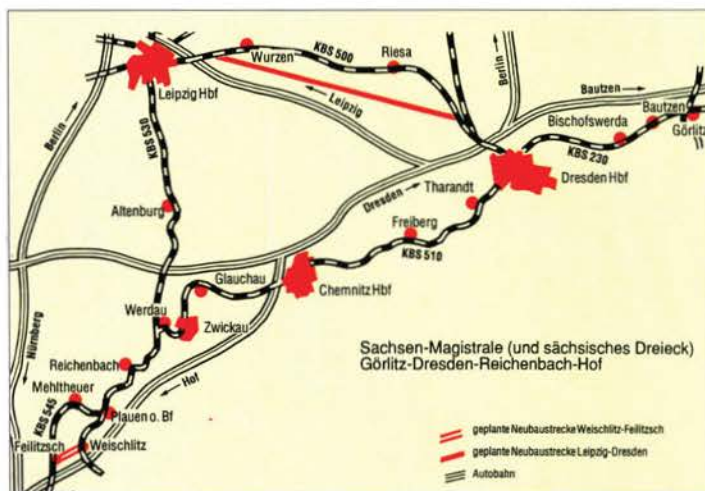 Wurzen
KBS 500
Riesa
Leipzig Hbf
Berlin
Leipzig
Berlin
Bautzen
Bautzen
Bischofswerda
Görlitz
KBS 230
KBS 530
Berlin
Dresden Hbf
Tharandt
Dresden
Altenburg
Freiberg
KBS 510
Glauchau
Chemnitz Hbf
Werdau
Zwickau
Nürnberg
Reichenbach
Hof
Mehltheuer
KBS 545
Plauen o. Bf
Feilitzsch
Weischlitz
Sachsen-Magistrale (und sächsisches Dreieck)
Görlitz-Dresden-Reichenbach-Hof
geplante Neubaustrecke Weischlitz-Feilitzsch
geplante Neubaustrecke Leipzig-Dresden
Autobahn